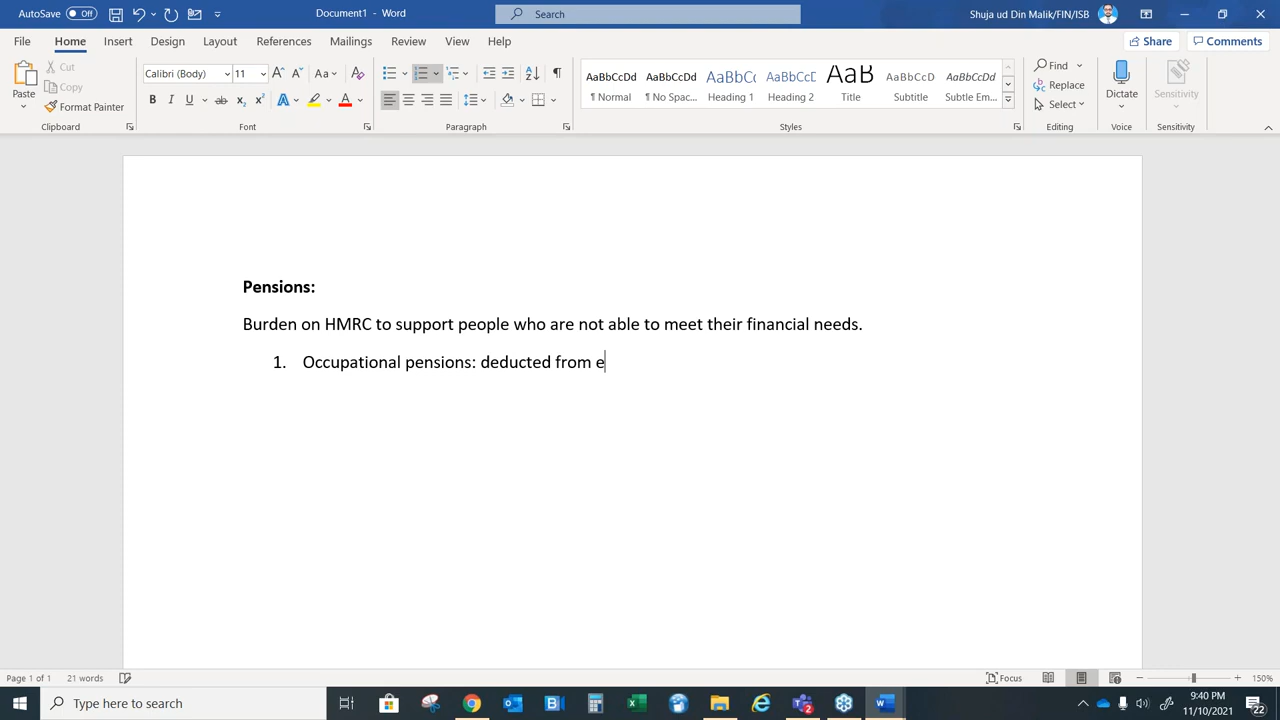 AutoSave Off Document1 - Word Search Shuja ud Din Malik/FIN/ISB
File Home Insert Design Layout References Mailings Review View Help Share Comments
Paste Cut Copy Format Painter
Clipboard
Calibri (Body) 11
Font
Paragraph
AaBbCcDd AaBbCcDd AaBbC AaBbCcD AaB AaBbCcD AaBbCcDd
¶ Normal ¶ No Spac... Heading 1 Heading 2 Title Subtitle Subtle Em...
Styles
Find
Replace
Select
Editing
Dictate
Voice
Sensitivity
Sensitivity
Pensions:
Burden on HMRC to support people who are not able to meet their financial needs.
1. Occupational pensions: deducted from e
Page 1 of 1 21 words Focus 150%
Type here to search
9:40 PM
11/10/2021
22